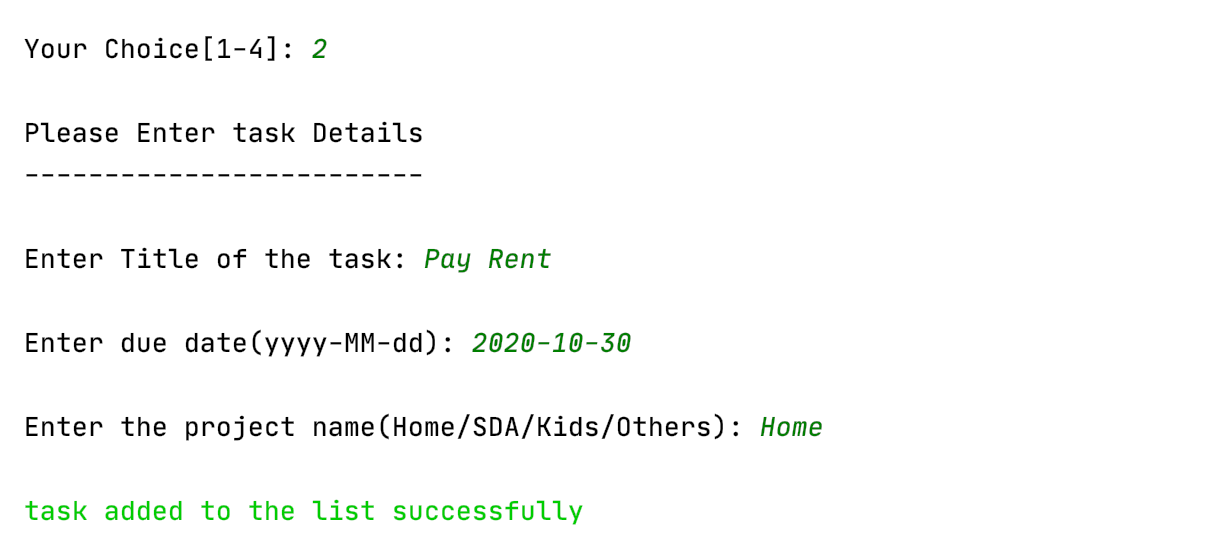 Your Choice[1-4]: 2
Please Enter task Details
-------------------------
Enter Title of the task: Pay Rent
Enter due date(yyyy-MM-dd): 2020-10-30
Enter the project name(Home/SDA/Kids/Others): Home
task added to the list successfully